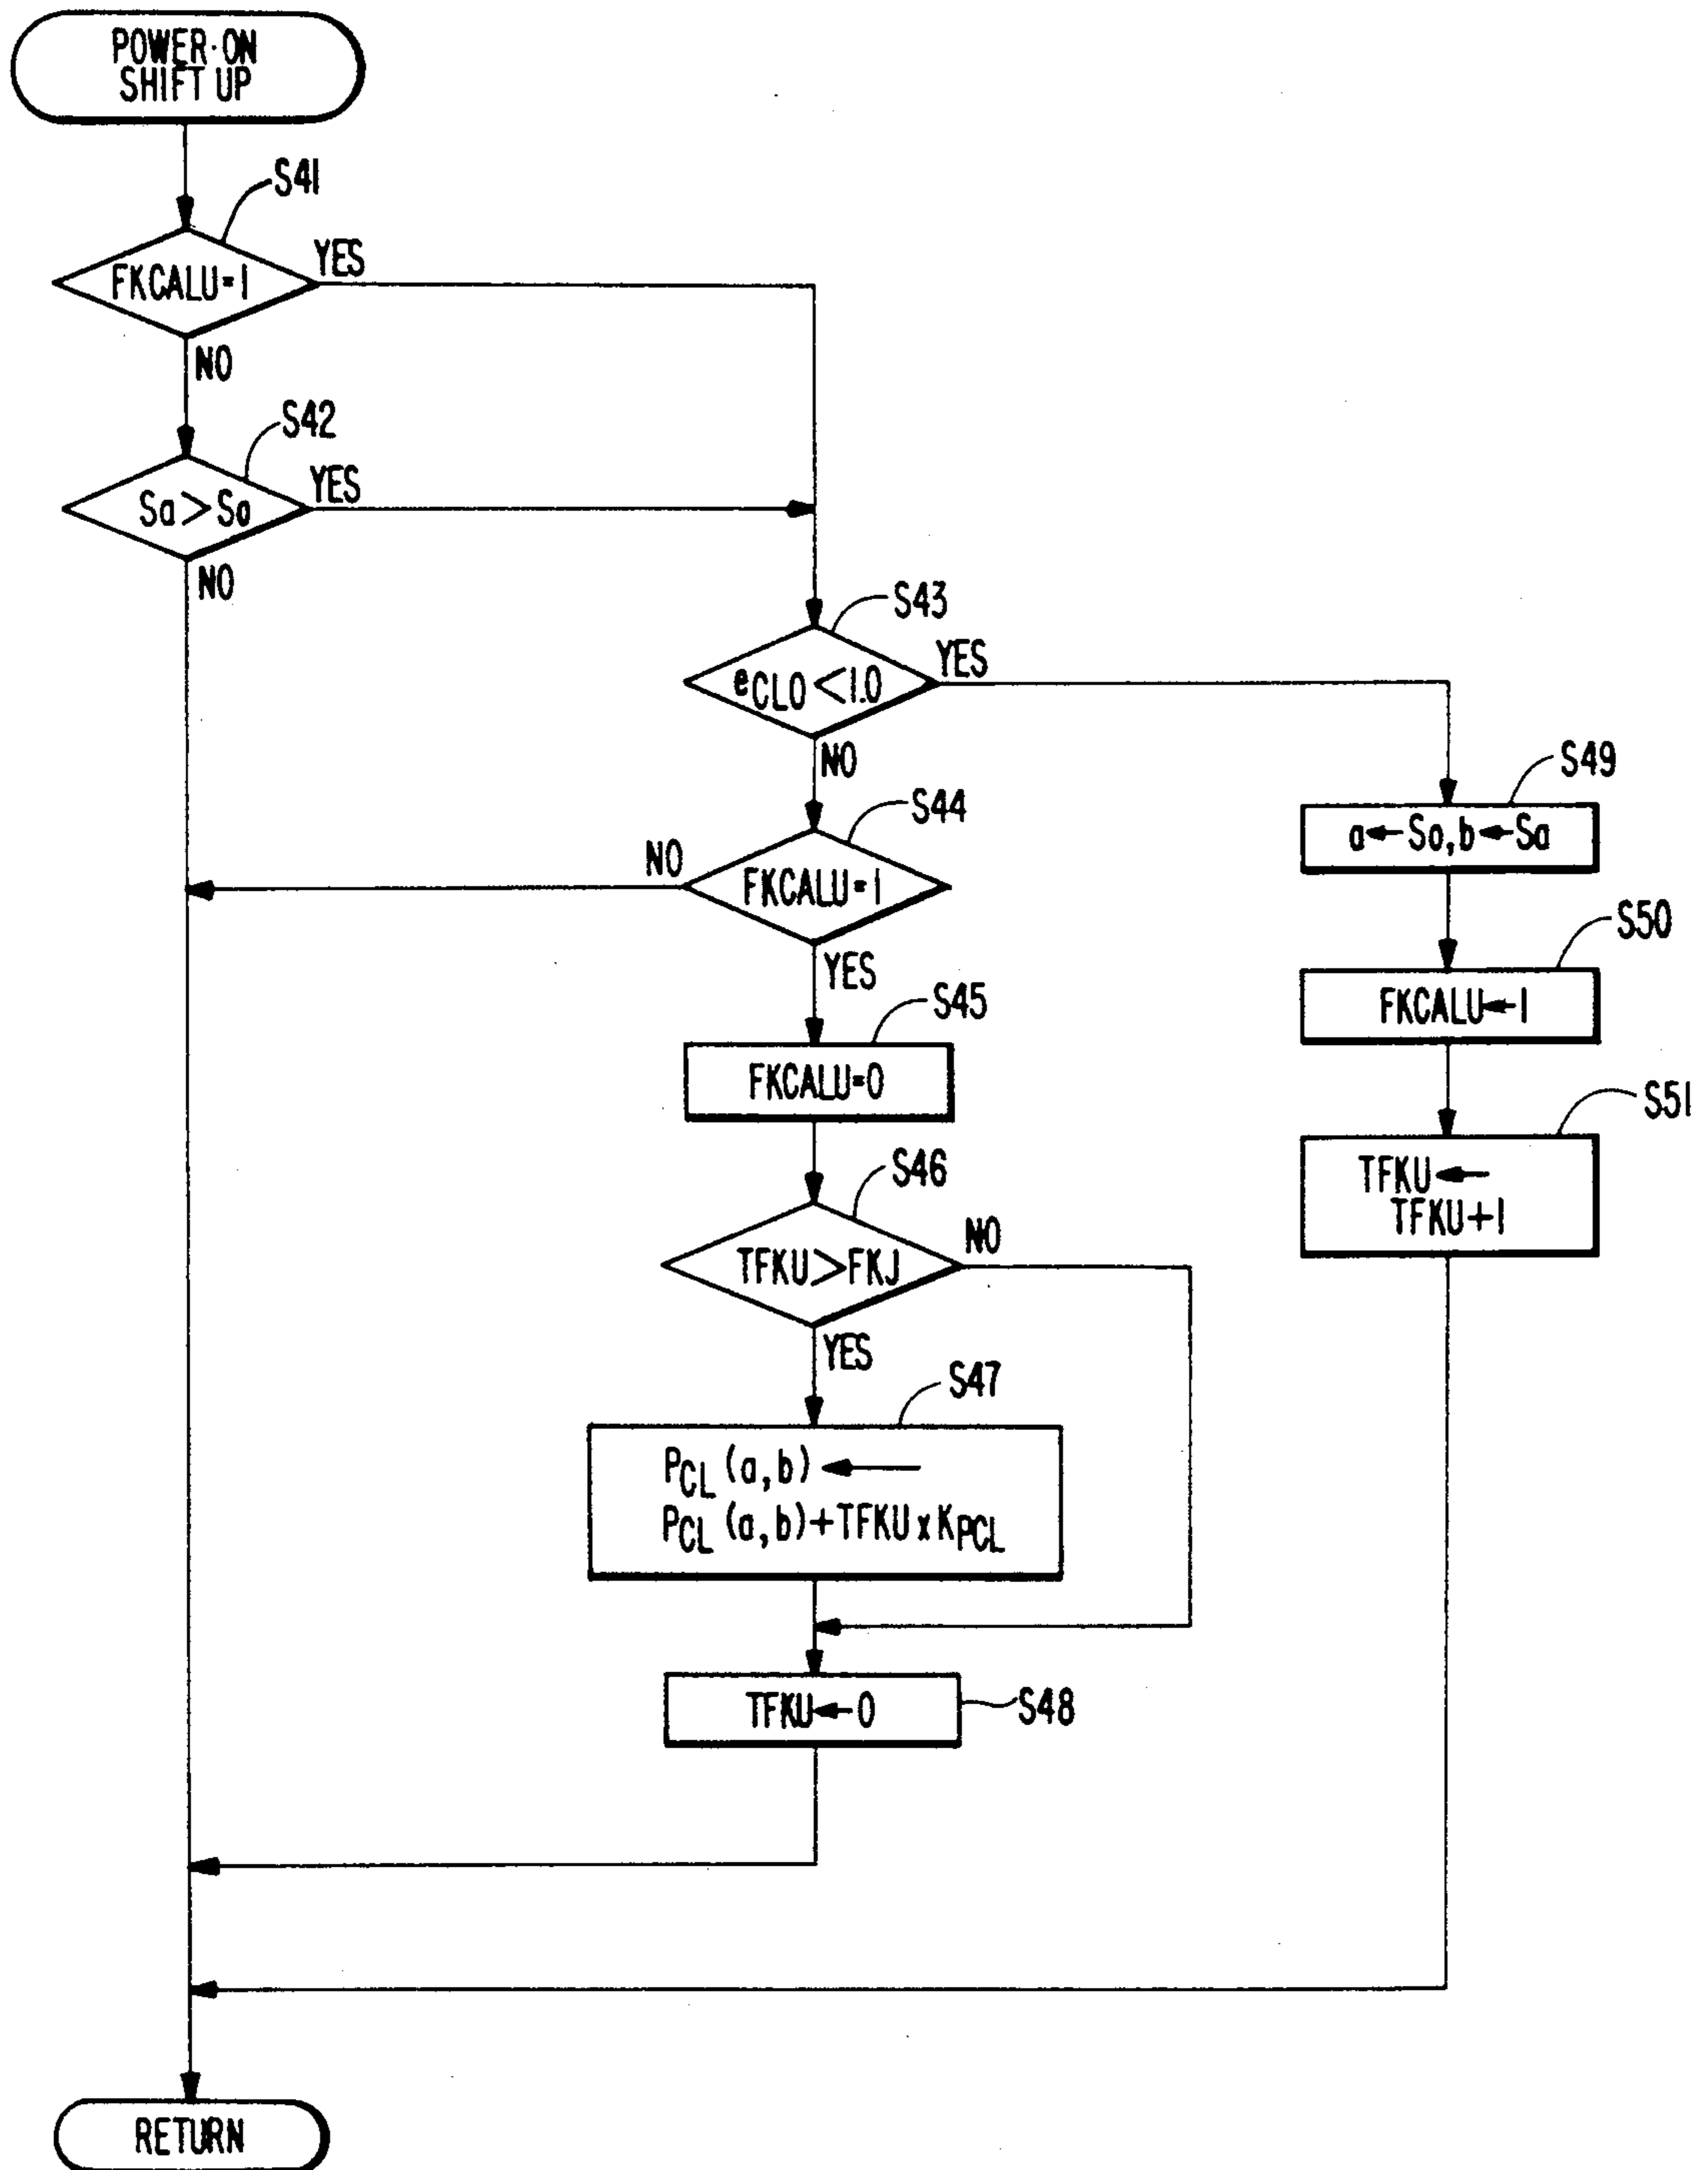 POWER-ON
SHIFT UP
S41
FKCALU=1
YES
NO
S42
Sa>So
YES
NO
S43
eCLO<1.0
YES
NO
S44
FKCALU=1
NO
YES
S45
FKCALU=0
S46
TFKU>FKJ
NO
YES
S47
PCL(a,b)←
PCL(a,b)+TFKU×KPCL
TFKU←0
S48
S49
a←So,b←Sa
S50
FKCALU←1
S51
TFKU←
TFKU+1
RETURN